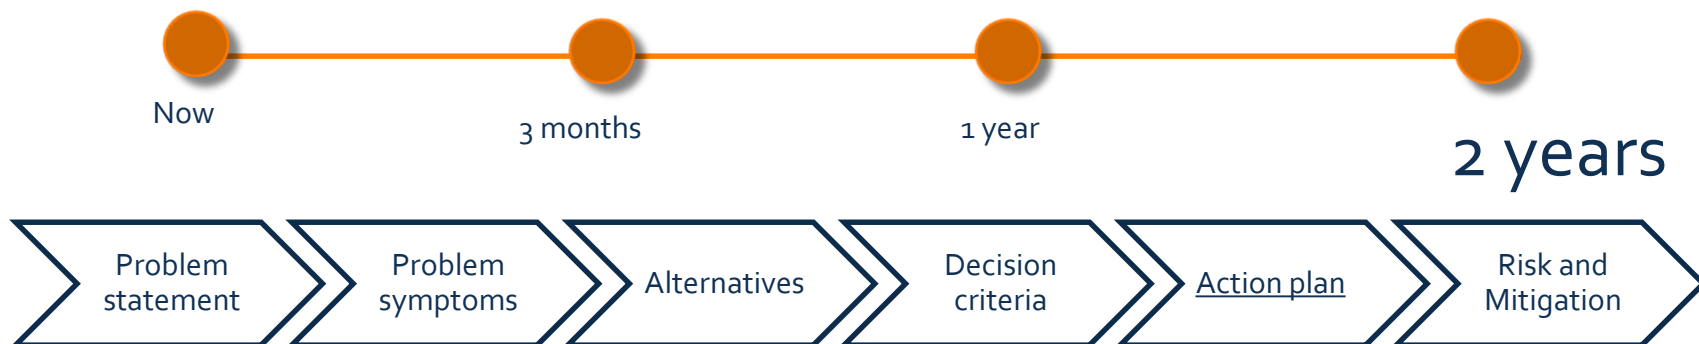 Now
3 months
1 year
2 years
Problem
statement
Problem
symptoms
Alternatives
Decision
criteria
Action plan
Risk and
Mitigation